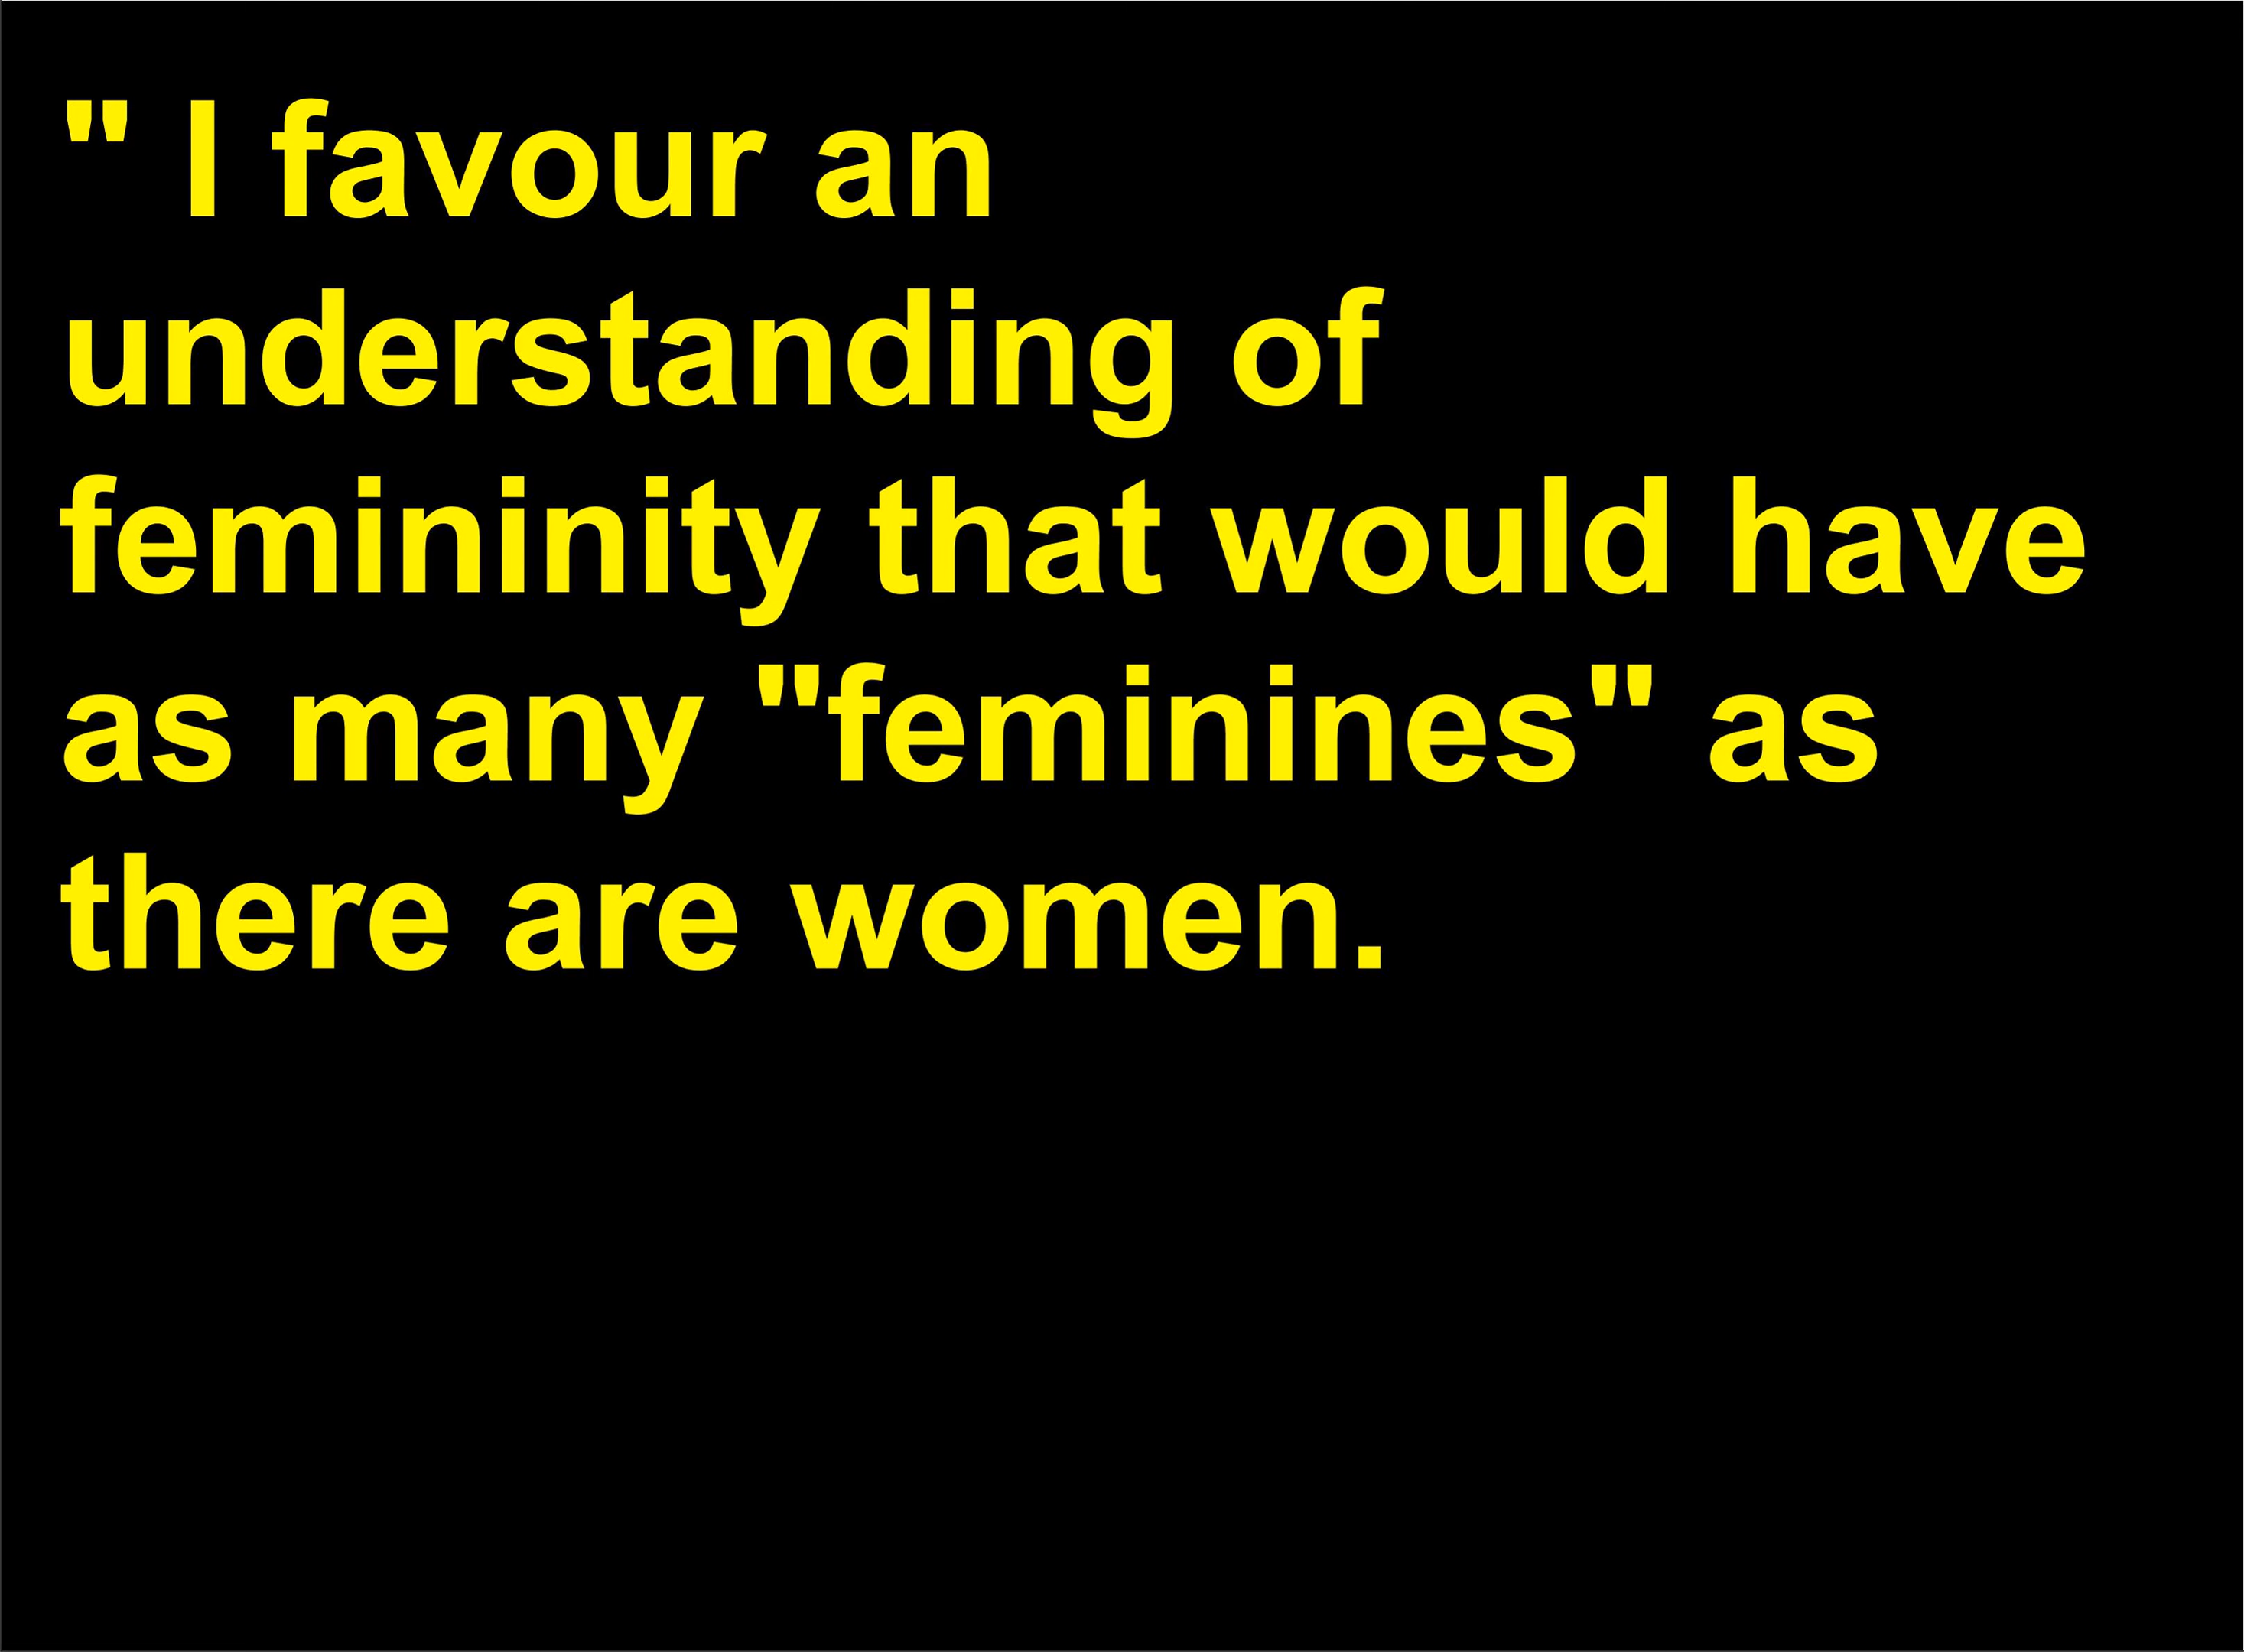 " I favour an
understanding of
femininity that would have
as many "feminines" as
there are women.